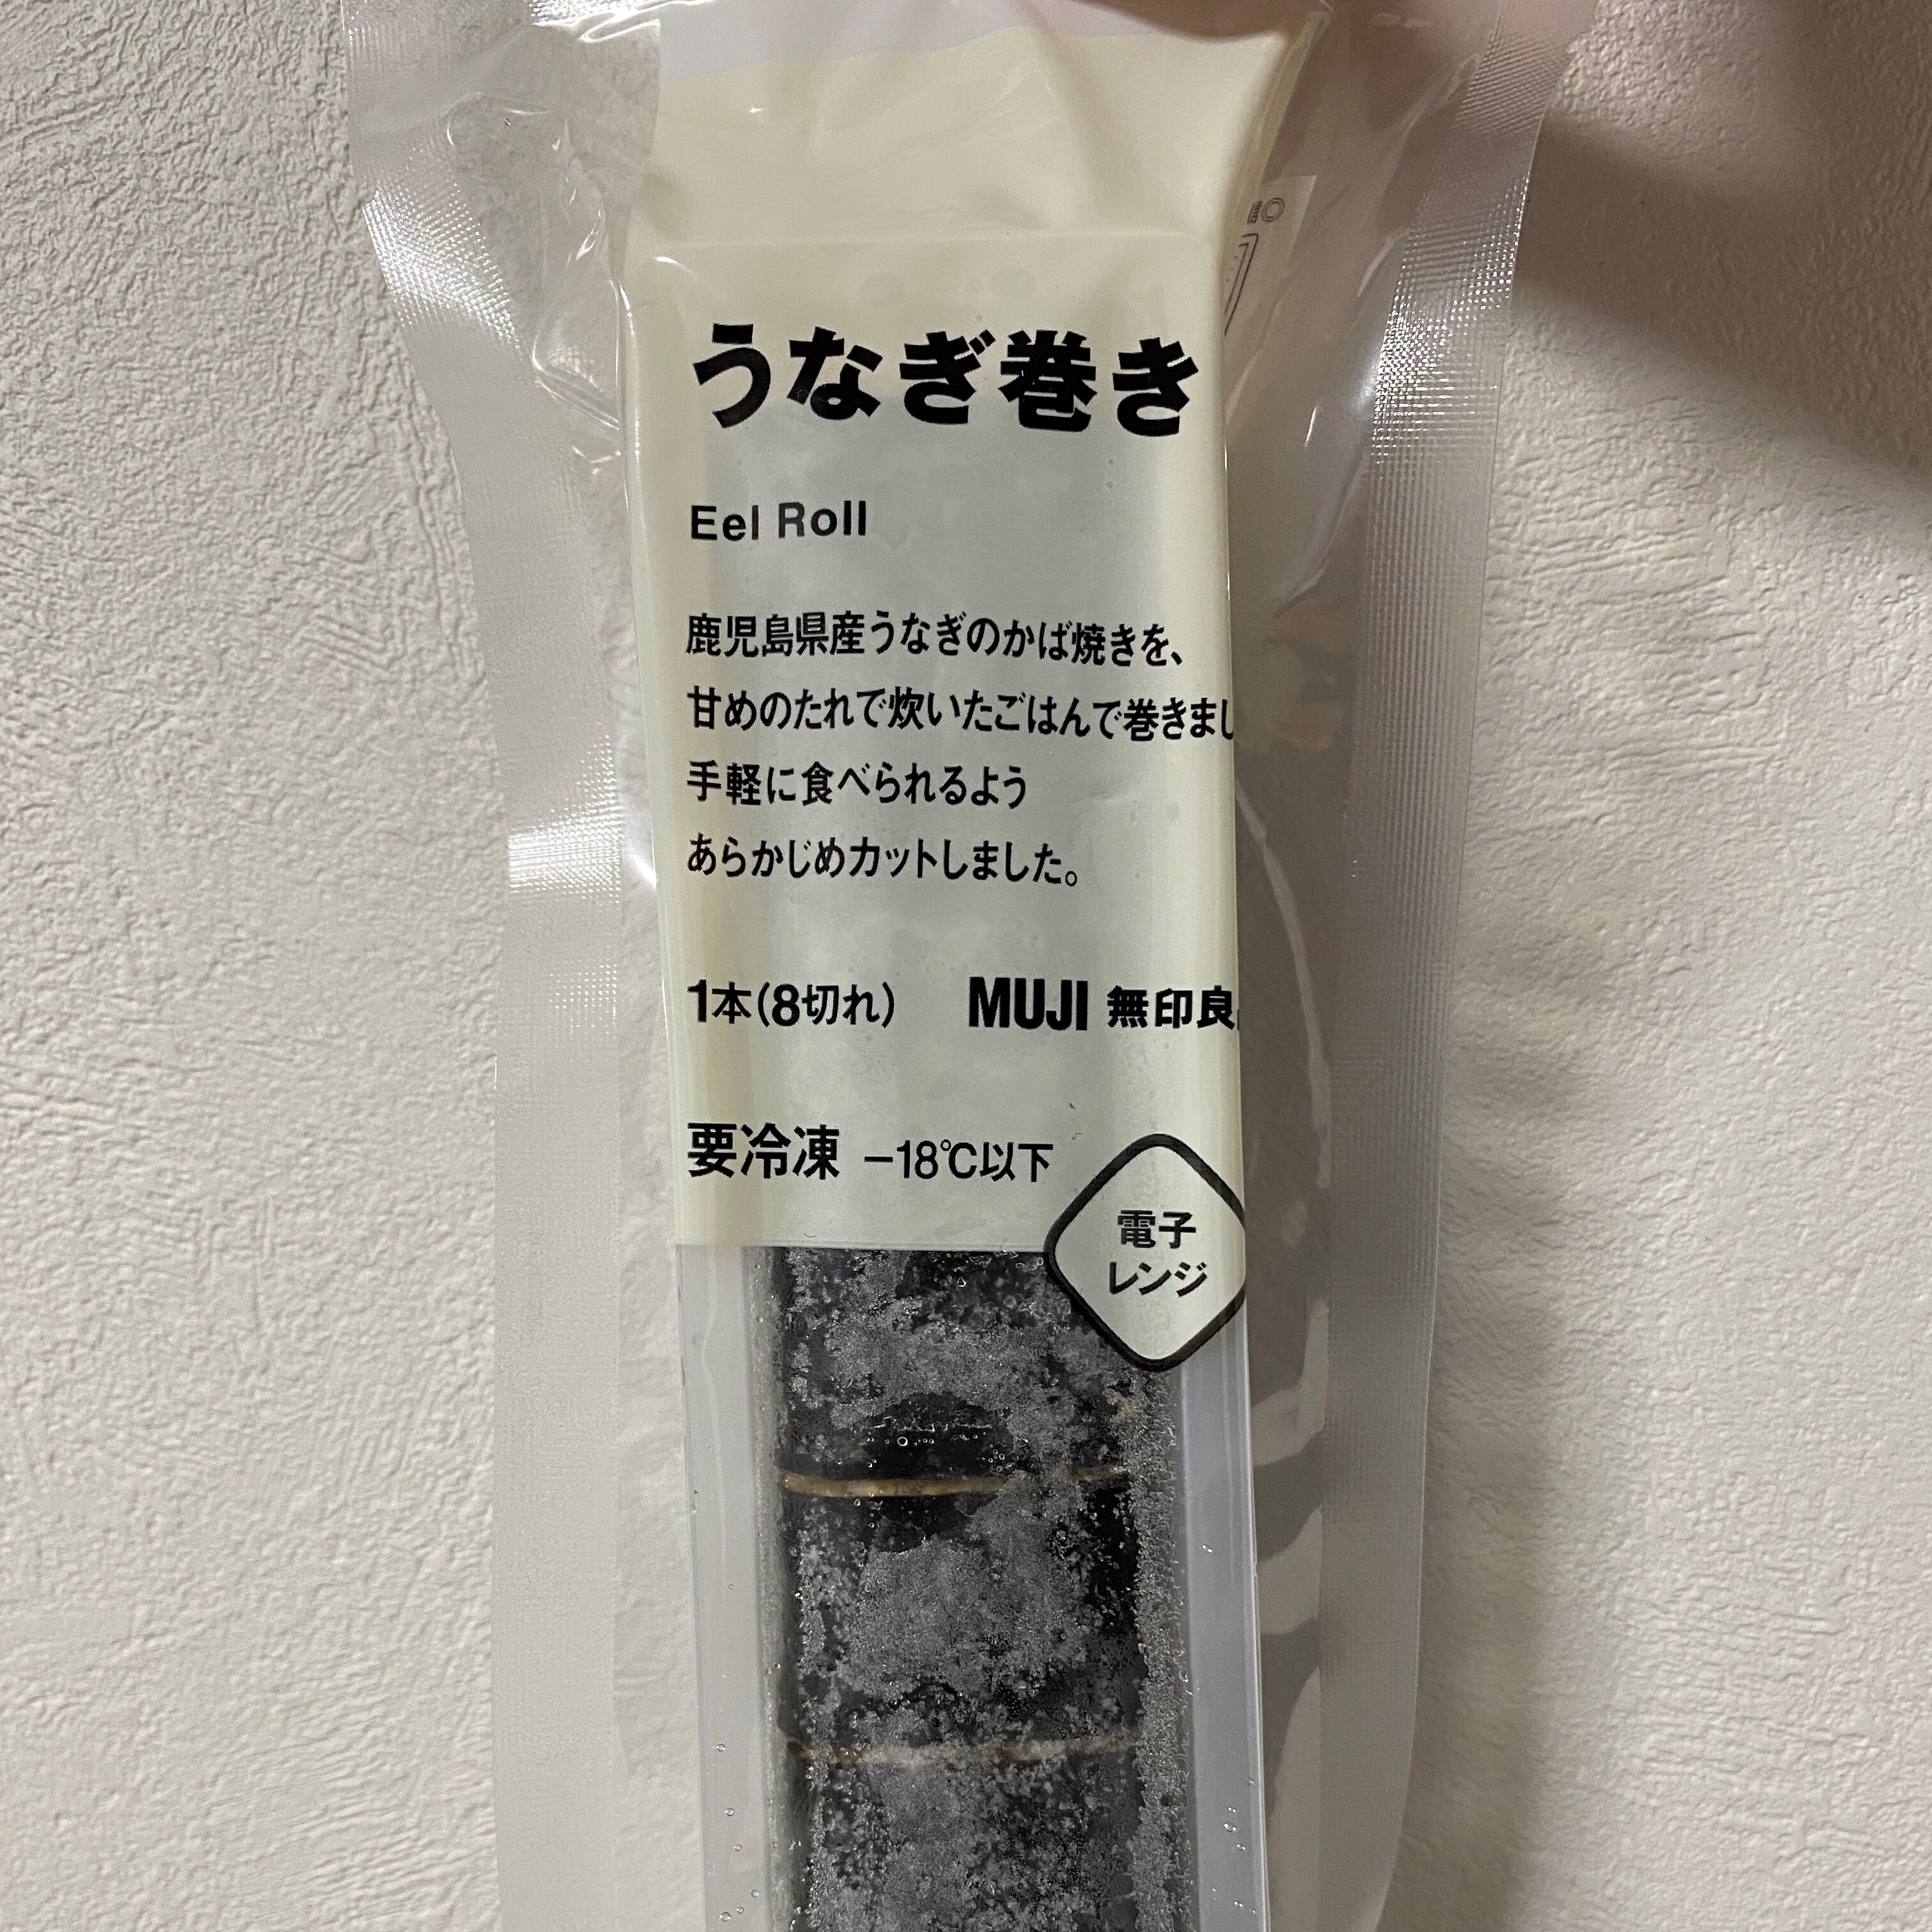 うなぎ巻き
Eel Roll
鹿児島県産うなぎのかば焼きを、
甘めのたれで炊いたごはんで巻きまし
手軽に食べられるよう
あらかじめカットしました。
1本(8切れ) MUJI 無印良
要冷凍 −18℃以下
電子
レンジ